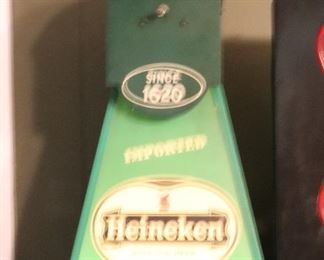 SINCE
1620
IMPORTED
Heineken